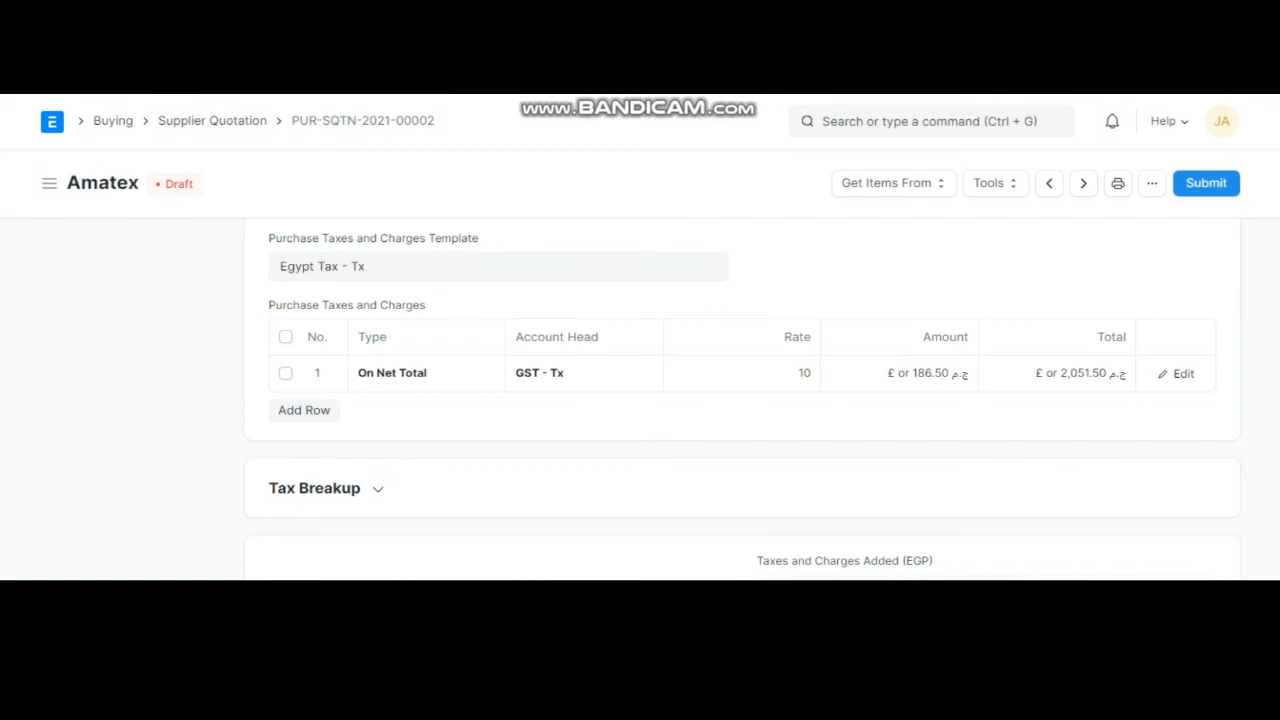 www.BANDICAM.com
E > Buying > Supplier Quotation > PUR-SQTN-2021-00002 Search or type a command (Ctrl + G) Help JA
Amatex • Draft Get Items From Tools ... Submit
Purchase Taxes and Charges Template
Egypt Tax - Tx
Purchase Taxes and Charges
No. Type Account Head Rate Amount Total
1 On Net Total GST - Tx 10 £ or 186.50 ج.م £ or 2,051.50 ج.م Edit
Add Row
Tax Breakup
Taxes and Charges Added (EGP)